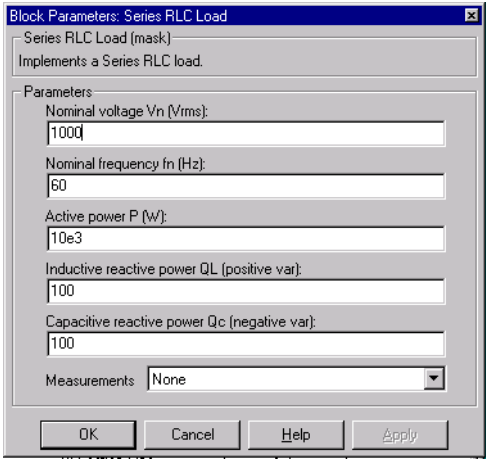 Block Parameters: Series RLC Load
Series RLC Load (mask)
Implements a Series RLC load.
Parameters
Nominal voltage Vn (Vrms):
1000
Nominal frequency fn (Hz):
60
Active power P (W):
10e3
Inductive reactive power QL (positive var):
100
Capacitive reactive power Qc (negative var):
100
Measurements None
OK Cancel Help Apply